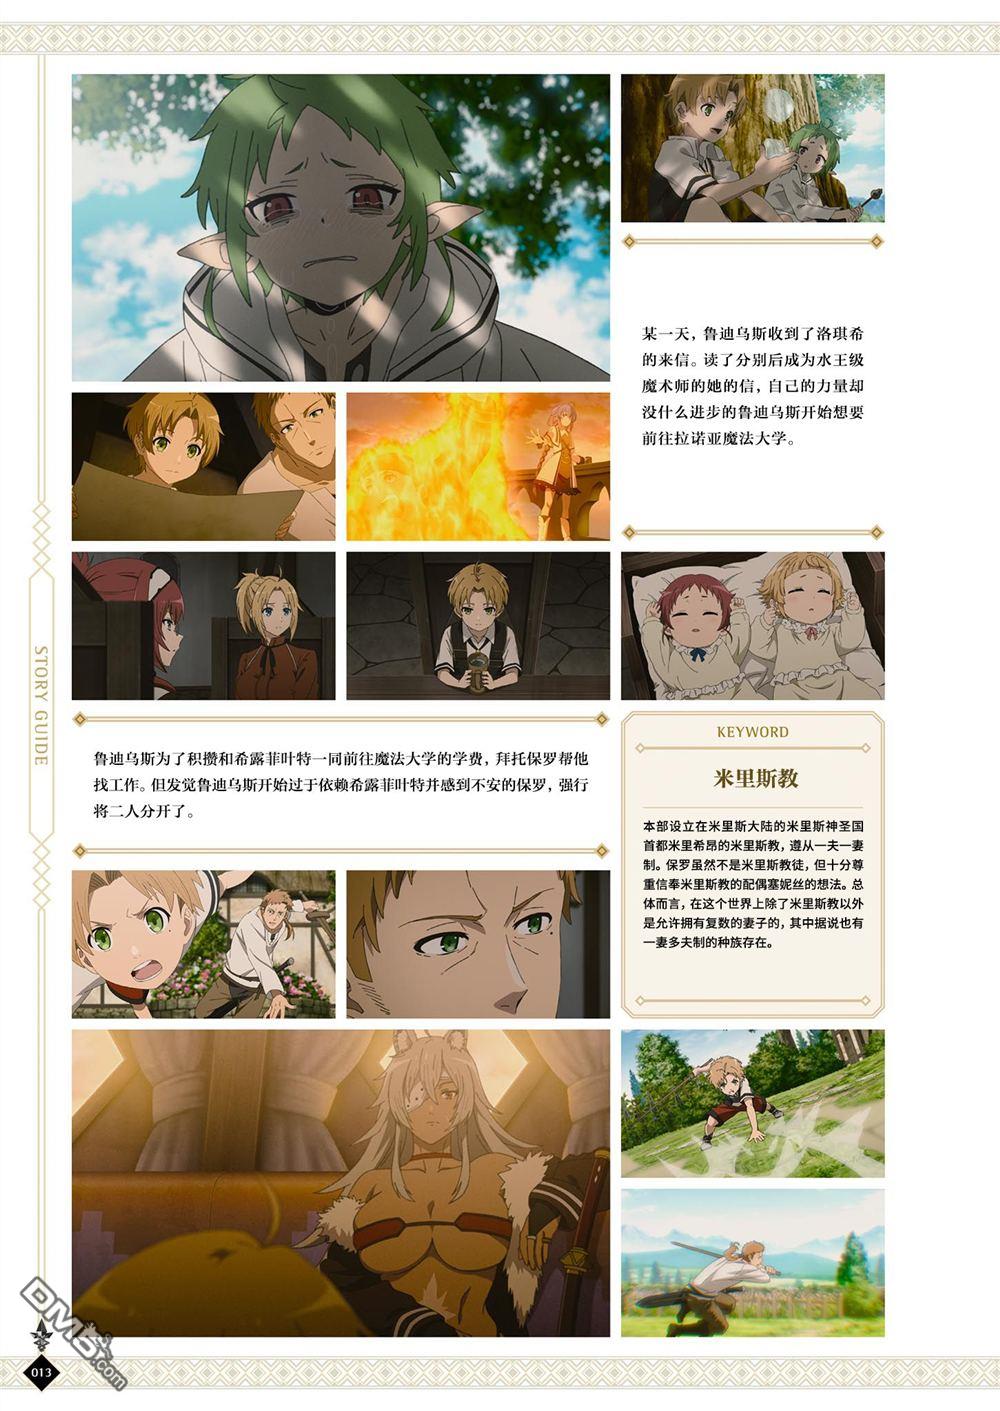 某一天，鲁迪乌斯收到了洛琪希
的来信。读了分别后成为水王级
魔术师的她的信，自己的力量却
没什么进步的鲁迪乌斯开始想要
前往拉诺亚魔法大学。
STORY GUIDE
鲁迪乌斯为了积攒和希露菲叶特一同前往魔法大学的学费，拜托保罗帮他
找工作。但发觉鲁迪乌斯开始过于依赖希露菲叶特并感到不安的保罗，强行
将二人分开了。
KEYWORD
米里斯教
本部设立在米里斯大陆的米里斯神圣国
首都米里希昂的米里斯教，遵从一夫一妻
制。保罗虽然不是米里斯教徒，但十分尊
重信奉米里斯教的配偶塞妮丝的想法。总
体而言，在这个世界上除了米里斯教以外
是允许拥有复数的妻子的，其中据说也有
一妻多夫制的种族存在。
013
DM5.com